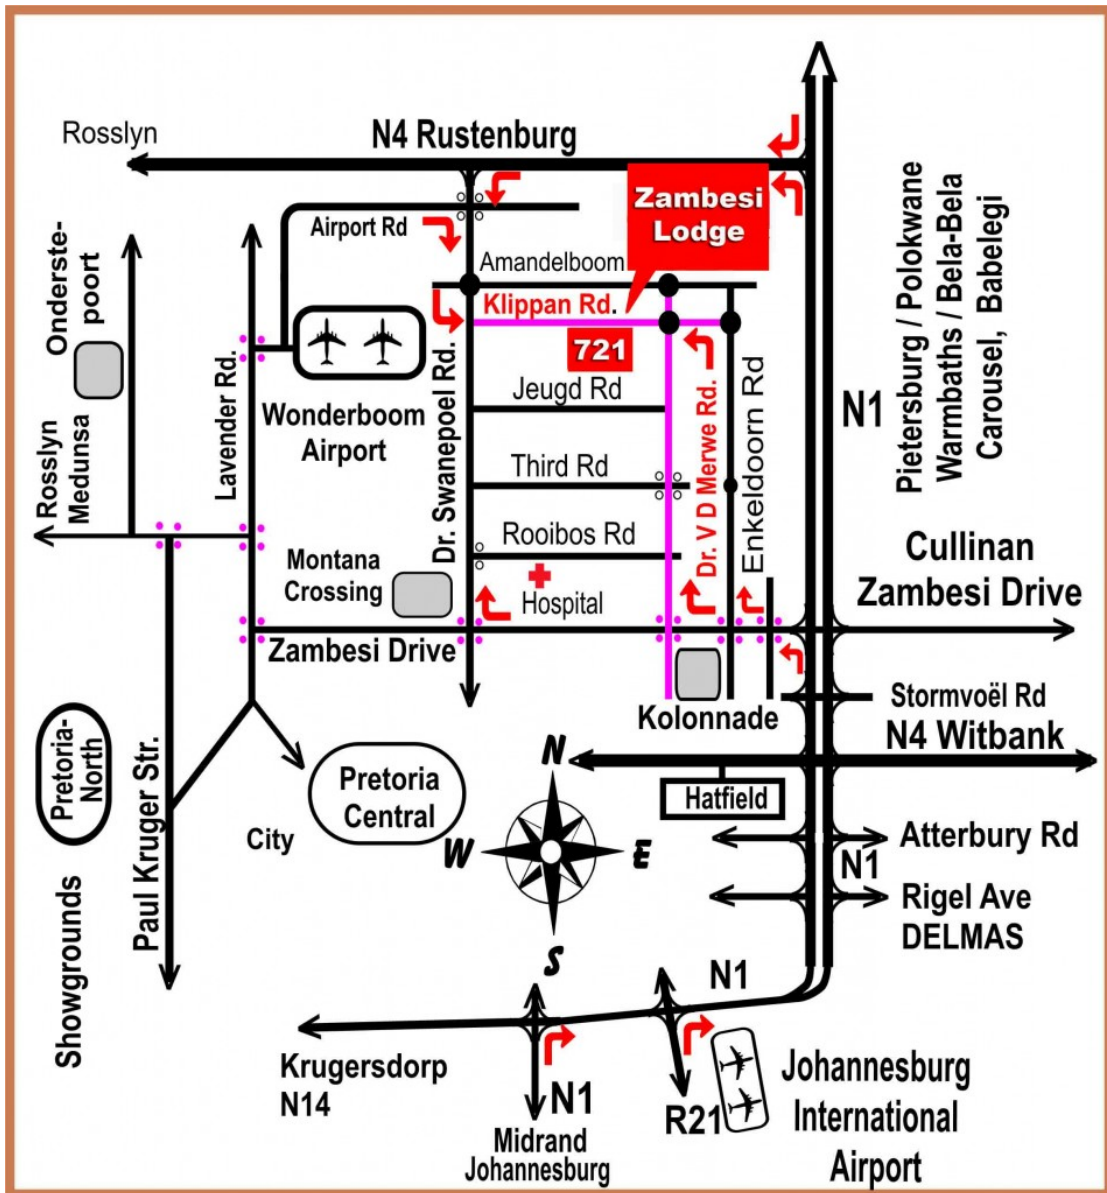 Rosslyn
N4 Rustenburg
Zambesi
Lodge
Airport Rd
Amandelboom
Klippan Rd.
721
Onderste-
poort
Lavender Rd.
Wonderboom
Airport
Dr. Swanepoel Rd.
Jeugd Rd
Third Rd
Rooibos Rd
Dr. V D Merwe Rd.
Enkeldoorn Rd
N1
Pietersburg / Polokwane
Warmbaths / Bela-Bela
Carousel, Babelegi
Rosslyn
Medunsa
Montana
Crossing
Hospital
Cullinan
Zambesi Drive
Zambesi Drive
Kolonnade
Stormvoël Rd
N4 Witbank
Hatfield
Pretoria-
North
Paul Kruger Str.
Pretoria
Central
City
N
W
E
S
Atterbury Rd
N1
Rigel Ave
DELMAS
Showgrounds
N1
Krugersdorp
N14
N1
Midrand
Johannesburg
R21
Johannesburg
International
Airport